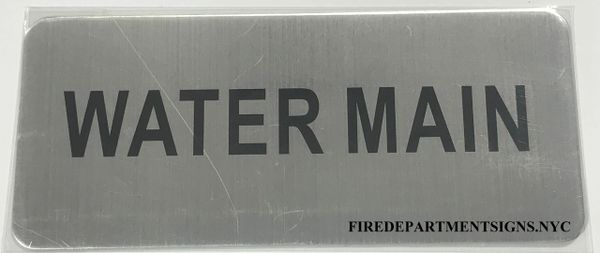 WATER MAIN
FIREDEPARTMENTSIGNS.NYC